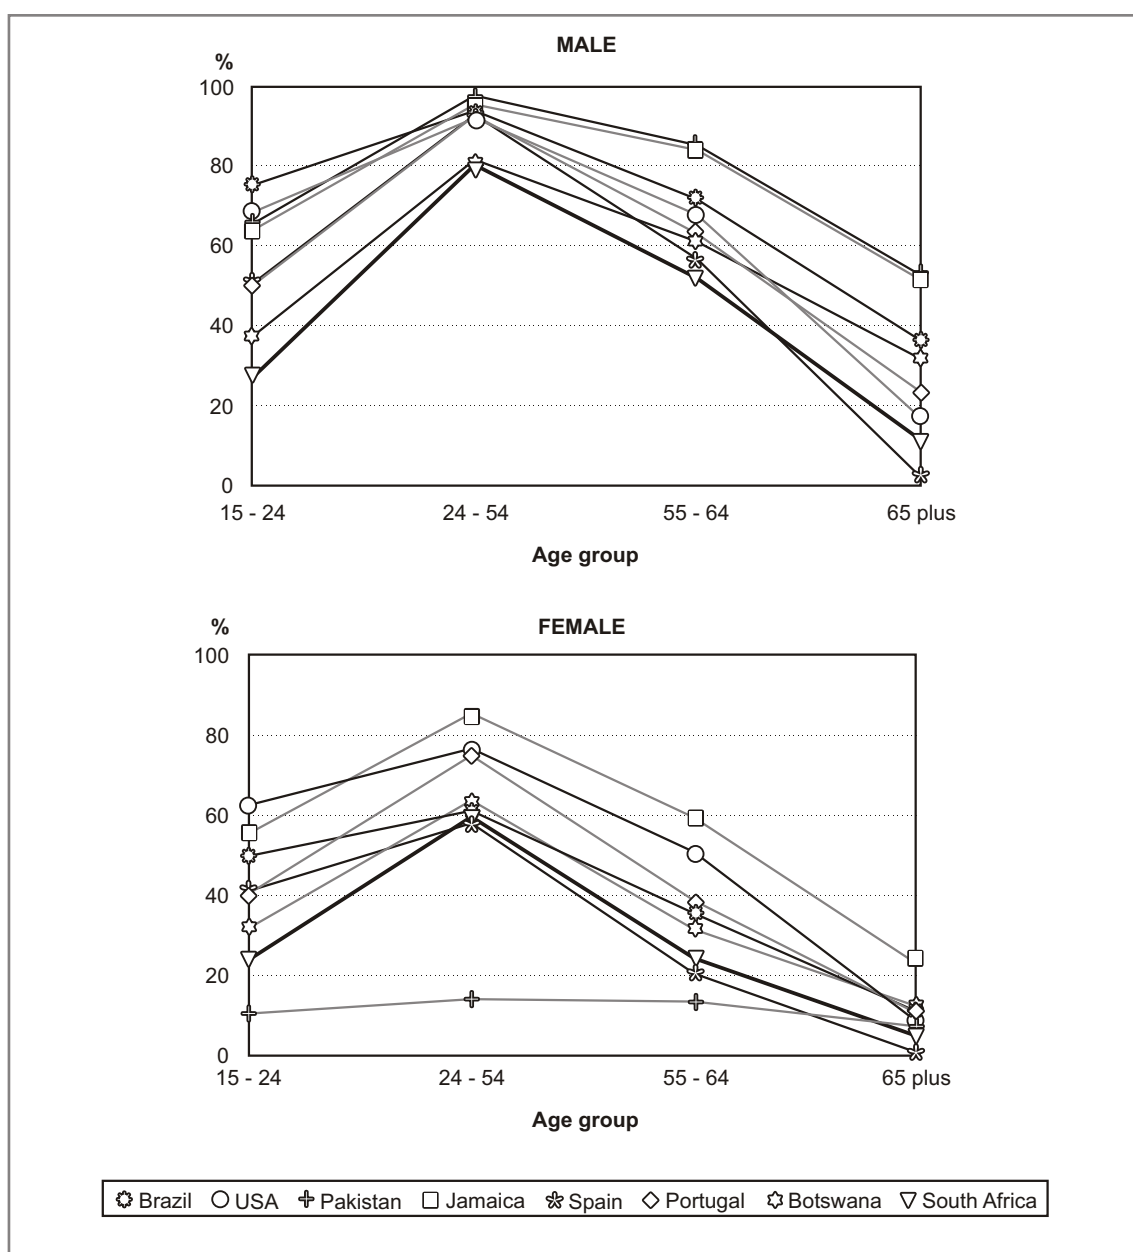 MALE
%
100
80
60
40
20
0
15 - 24 24 - 54 55 - 64 65 plus
Age group
% FEMALE
100
80
60
40
20
0
15 - 24 24 - 54 55 - 64 65 plus
Age group
Brazil USA Pakistan Jamaica Spain Portugal Botswana South Africa